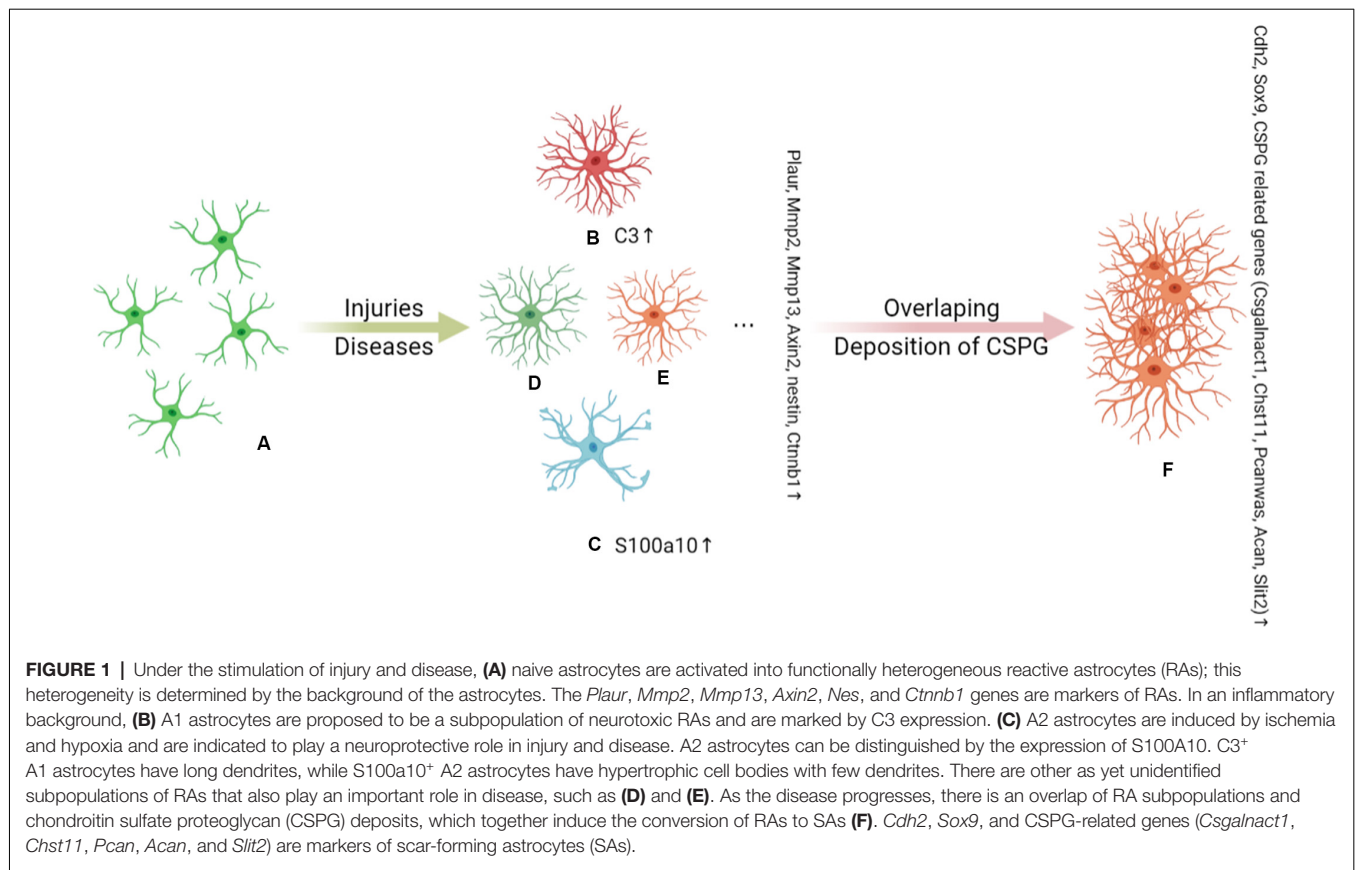 B C3↑
Injuries
Diseases
A
D
E
...
C S100a10↑
Plaur, Mmp2, Mmp13, Axin2, nestin, Ctnnb1↑
Overlaping
Deposition of CSPG
F
Cdh2, Sox9, CSPG related genes (Csgalnact1, Chst11, Pcanwas, Acan, Slit2)↑
FIGURE 1 | Under the stimulation of injury and disease, (A) naive astrocytes are activated into functionally heterogeneous reactive astrocytes (RAs); this
heterogeneity is determined by the background of the astrocytes. The Plaur, Mmp2, Mmp13, Axin2, Nes, and Ctnnb1 genes are markers of RAs. In an inflammatory
background, (B) A1 astrocytes are proposed to be a subpopulation of neurotoxic RAs and are marked by C3 expression. (C) A2 astrocytes are induced by ischemia
and hypoxia and are indicated to play a neuroprotective role in injury and disease. A2 astrocytes can be distinguished by the expression of S100A10. C3+
A1 astrocytes have long dendrites, while S100a10+ A2 astrocytes have hypertrophic cell bodies with few dendrites. There are other as yet unidentified
subpopulations of RAs that also play an important role in disease, such as (D) and (E). As the disease progresses, there is an overlap of RA subpopulations and
chondroitin sulfate proteoglycan (CSPG) deposits, which together induce the conversion of RAs to SAs (F). Cdh2, Sox9, and CSPG-related genes (Csgalnact1,
Chst11, Pcan, Acan, and Slit2) are markers of scar-forming astrocytes (SAs).